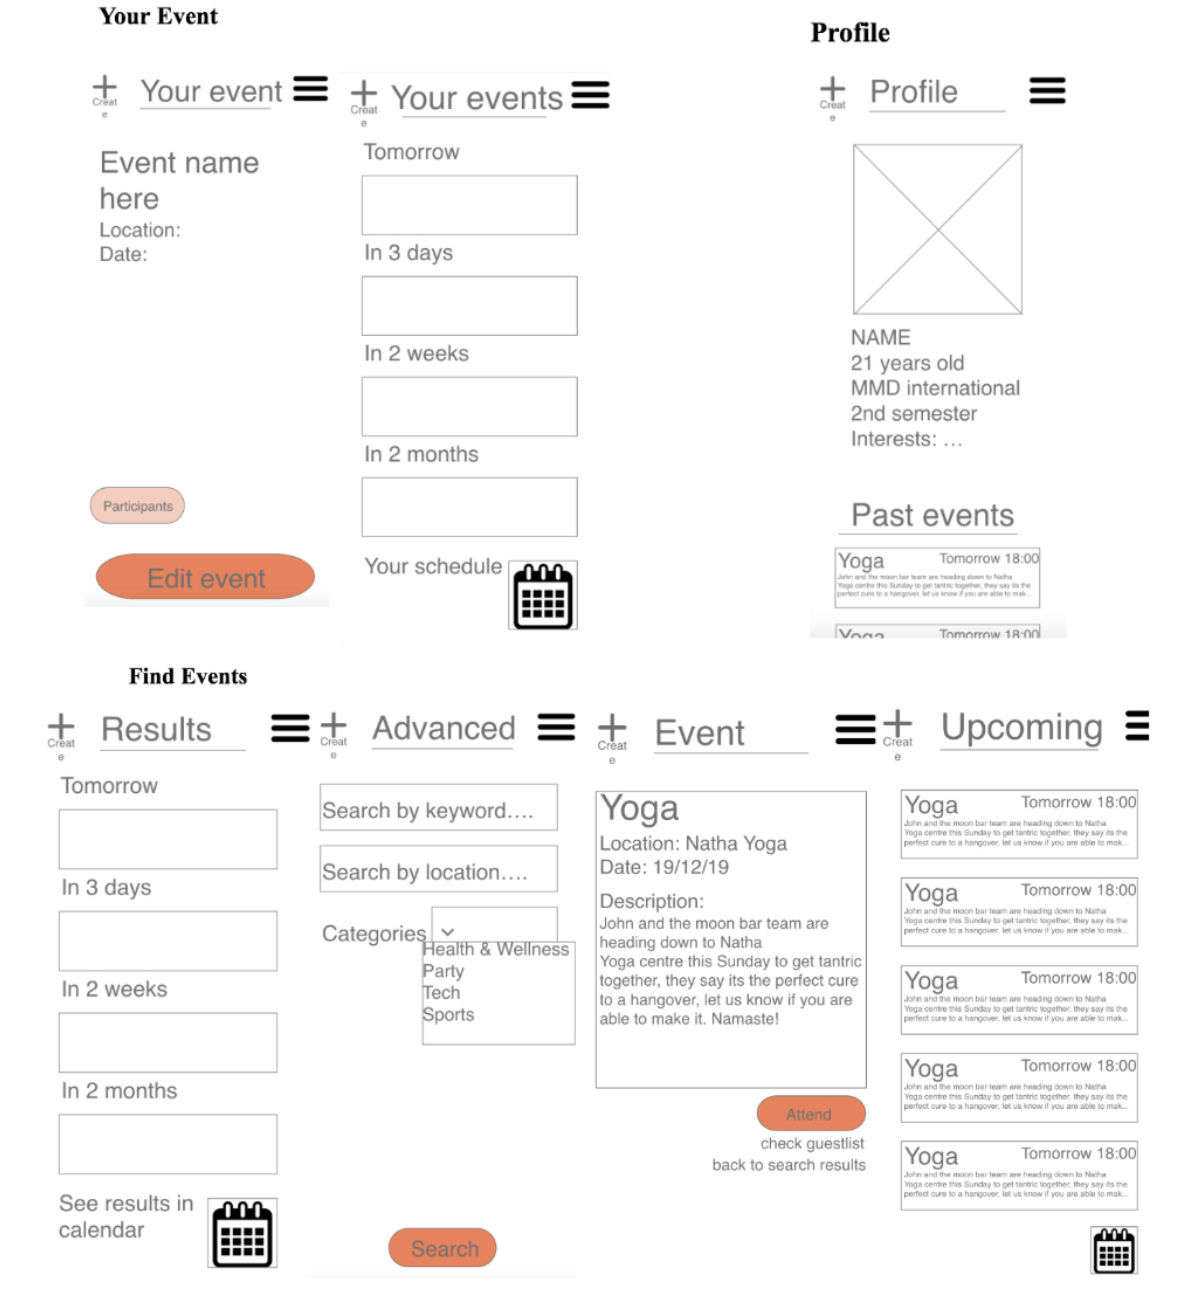 Your Event
Creat
e
Your event
Event name
here
Location:
Date:
Participants
Edit event
Creat
e
Your events
Tomorrow
In 3 days
In 2 weeks
In 2 months
Your schedule
Profile
Creat
e
Profile
NAME
21 years old
MMD international
2nd semester
Interests: ...
Past events
Yoga
Tomorrow 18:00
John and the moon bar team are heading down to Natha
Yoga centre this Sunday to get tantric together, they say its the
perfect cure to a hangover, let us know if you are able to mak...
Yoga
Tomorrow 18:00
Find Events
Creat
e
Results
Tomorrow
In 3 days
In 2 weeks
In 2 months
See results in
calendar
Creat
e
Advanced
Search by keyword....
Search by location....
Categories
Health & Wellness
Party
Tech
Sports
Search
Creat
e
Event
Yoga
Location: Natha Yoga
Date: 19/12/19
Description:
John and the moon bar team are
heading down to Natha
Yoga centre this Sunday to get tantric
together, they say its the perfect cure
to a hangover, let us know if you are
able to make it. Namaste!
Attend
check guestlist
back to search results
Creat
e
Upcoming
Yoga
Tomorrow 18:00
John and the moon bar team are heading down to Natha
Yoga centre this Sunday to get tantric together, they say its the
perfect cure to a hangover, let us know if you are able to mak...
Yoga
Tomorrow 18:00
John and the moon bar team are heading down to Natha
Yoga centre this Sunday to get tantric together, they say its the
perfect cure to a hangover, let us know if you are able to mak...
Yoga
Tomorrow 18:00
John and the moon bar team are heading down to Natha
Yoga centre this Sunday to get tantric together, they say its the
perfect cure to a hangover, let us know if you are able to mak...
Yoga
Tomorrow 18:00
John and the moon bar team are heading down to Natha
Yoga centre this Sunday to get tantric together, they say its the
perfect cure to a hangover, let us know if you are able to mak...
Yoga
Tomorrow 18:00
John and the moon bar team are heading down to Natha
Yoga centre this Sunday to get tantric together, they say its the
perfect cure to a hangover, let us know if you are able to mak...